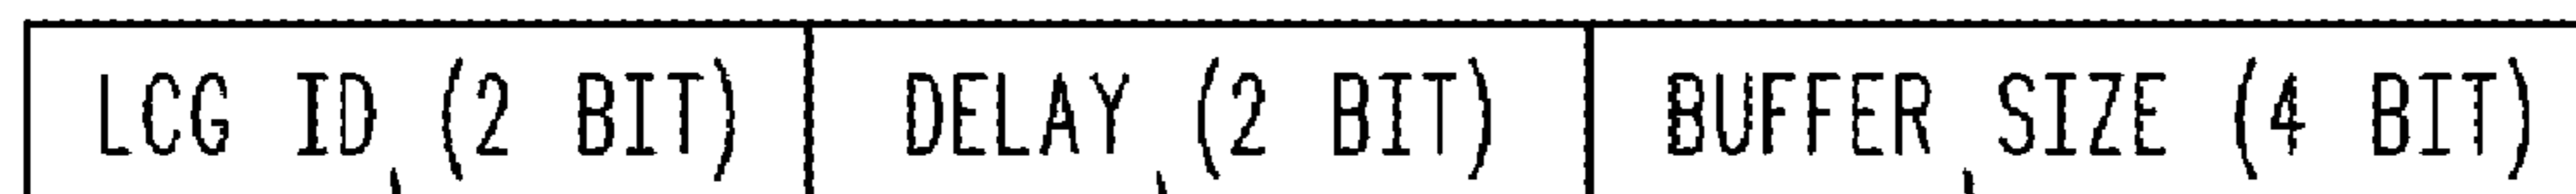 LCG ID (2 BIT) DELAY (2 BIT) BUFFER SIZE (4 BIT)